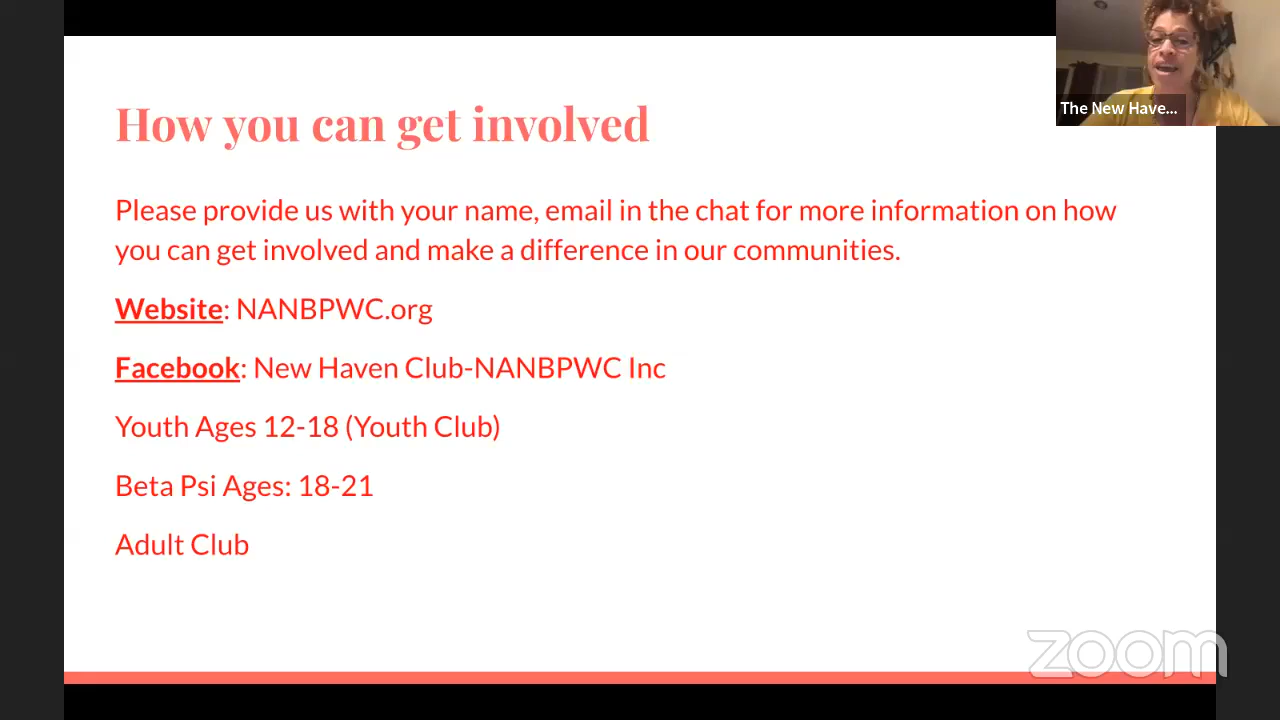 The New Have...
How you can get involved
Please provide us with your name, email in the chat for more information on how
you can get involved and make a difference in our communities.
Website: NANBPWC.org
Facebook: New Haven Club-NANBPWC Inc
Youth Ages 12-18 (Youth Club)
Beta Psi Ages: 18-21
Adult Club
zoom